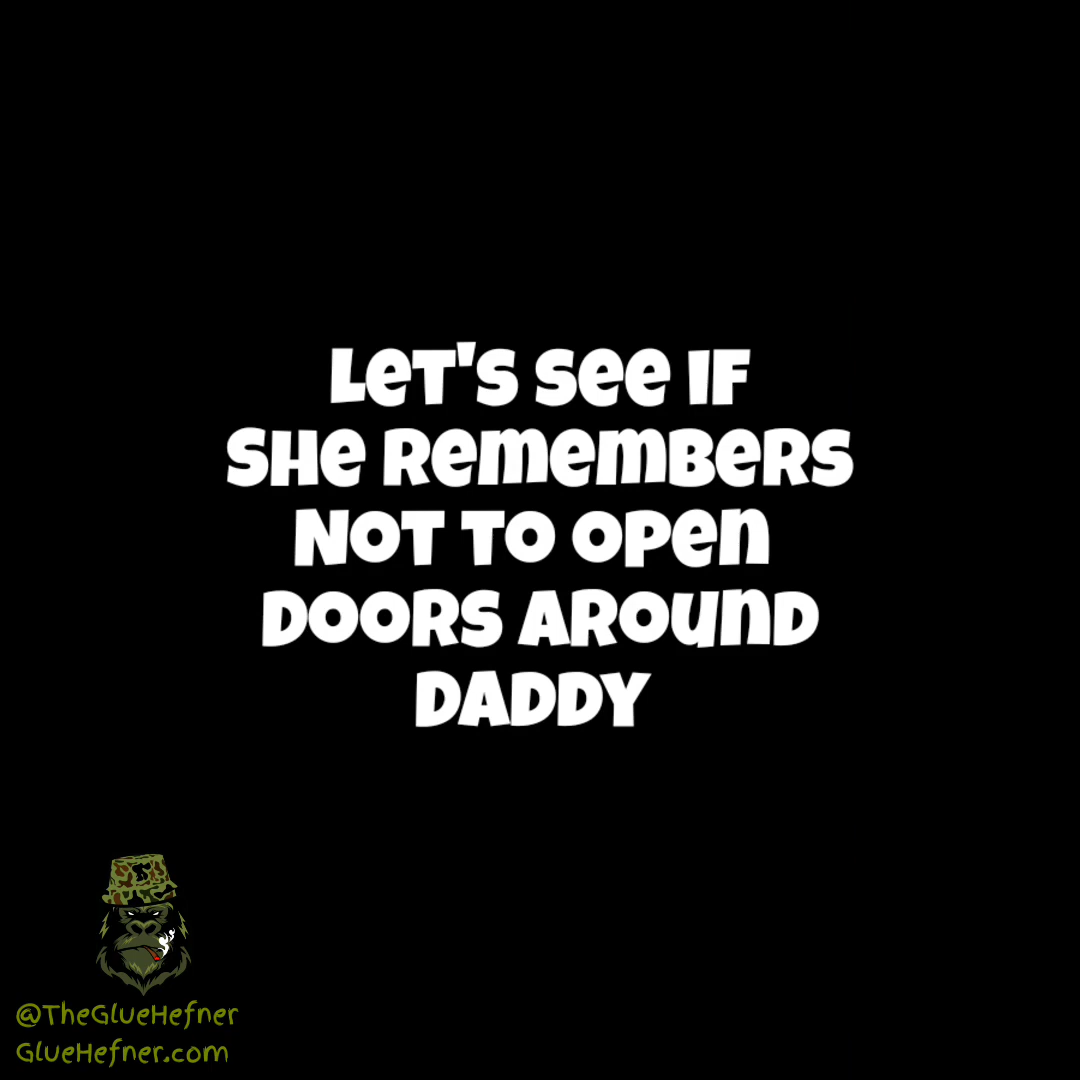 Let's see if
she remembers
not to open
doors around
daddy
@TheGlueHefner
GlueHefner.com